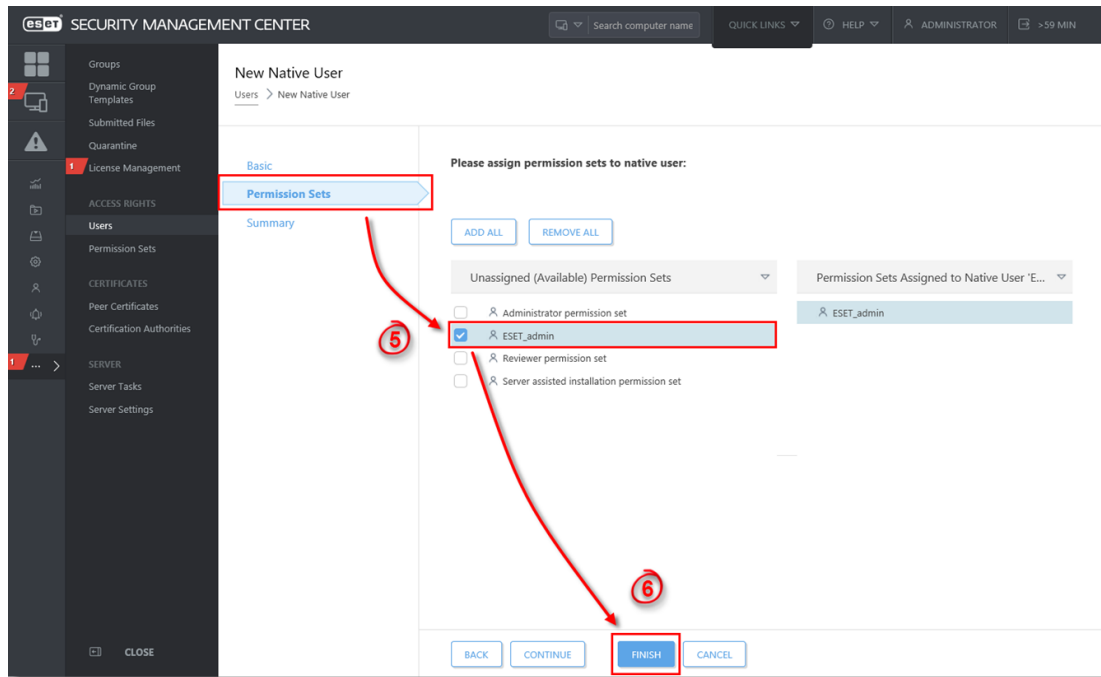 eset SECURITY MANAGEMENT CENTER
Search computer name
QUICK LINKS
HELP
ADMINISTRATOR
>59 MIN
2
1
1
...
Groups
Dynamic Group
Templates
Submitted Files
Quarantine
License Management
ACCESS RIGHTS
Users
Permission Sets
CERTIFICATES
Peer Certificates
Certification Authorities
SERVER
Server Tasks
Server Settings
CLOSE
New Native User
Users > New Native User
Basic
Permission Sets
Summary
Please assign permission sets to native user:
ADD ALL
REMOVE ALL
Unassigned (Available) Permission Sets
Administrator permission set
ESET_admin
Reviewer permission set
Server assisted installation permission set
Permission Sets Assigned to Native User 'E...
ESET_admin
5
6
BACK
CONTINUE
FINISH
CANCEL